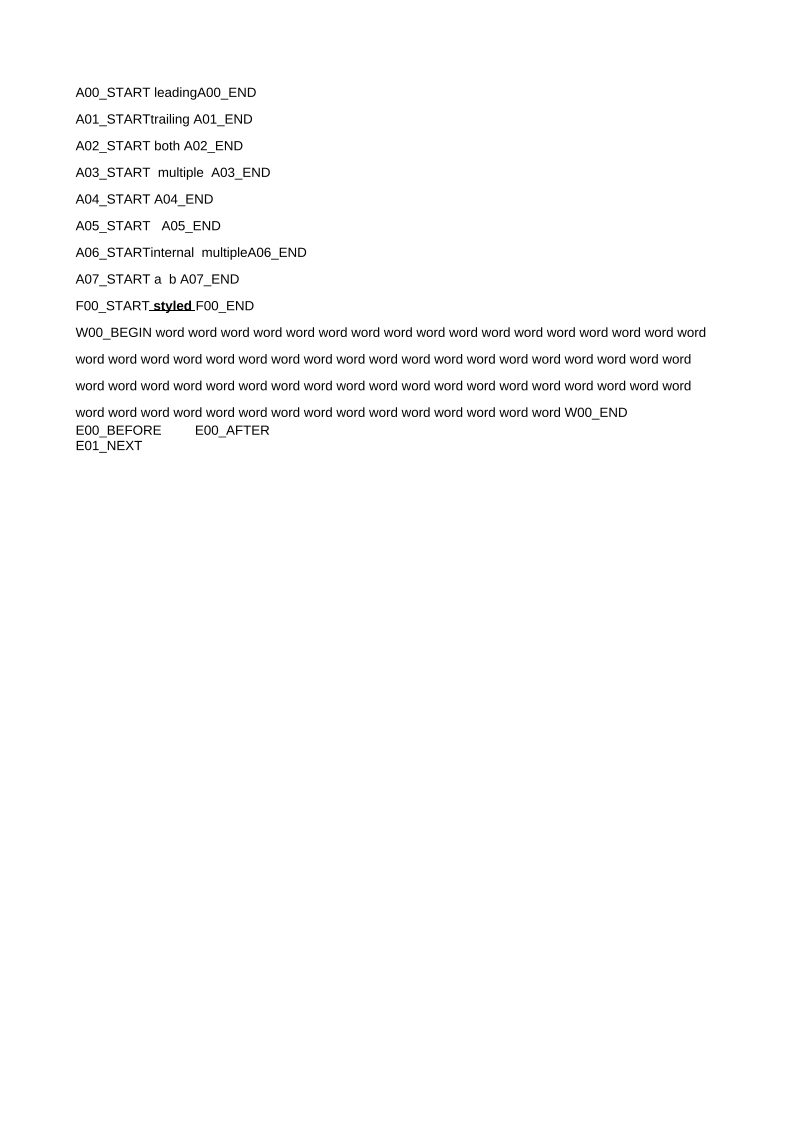 A00_START leadingA00_END
A01_STARTtrailing A01_END
A02_START both A02_END
A03_START  multiple  A03_END
A04_START A04_END
A05_START   A05_END
A06_STARTinternal  multipleA06_END
A07_START a  b A07_END
F00_START styled F00_END
W00_BEGIN word word word word word word word word word word word word word word word word word
word word word word word word word word word word word word word word word word word word word
word word word word word word word word word word word word word word word word word word word
word word word word word word word word word word word word word word word W00_END
E00_BEFORE         E00_AFTER
E01_NEXT